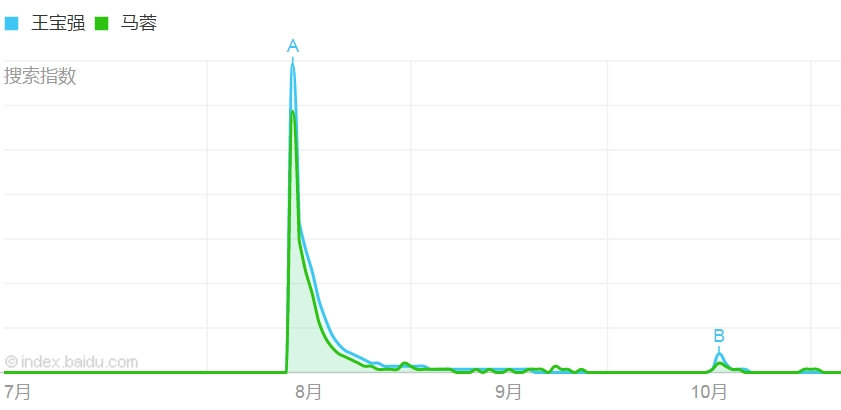 王宝强 马蓉
A
搜索指数
B
© index.baidu.com
7月 8月 9月 10月